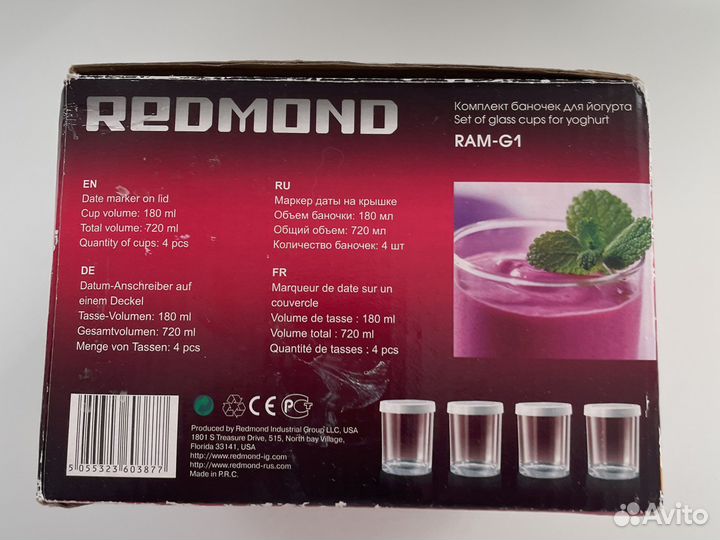 REDMOND
Комплект баночек для йогурта
Set of glass cups for yoghurt
RAM-G1
EN
Date marker on lid
Cup volume: 180 ml
Total volume: 720 ml
Quantity of cups: 4 pcs
RU
Маркер даты на крышке
Объем баночки: 180 мл
Общий объем: 720 мл
Количество баночек: 4 шт
DE
Datum-Anschreiber auf
einem Deckel
Tasse-Volumen: 180 ml
Gesamtvolumen: 720 ml
Menge von Tassen: 4 pcs
FR
Marqueur de date sur un
couvercle
Volume de tasse : 180 ml
Volume total : 720 ml
Quantité de tasses : 4 pcs
CE
Produced by Redmond Industrial Group LLC, USA
1801 S Treasure Drive, 515, North bay Village,
Florida 33141, USA
http://www.redmond-ig.com
http://www.redmond-rus.com
Made in P.R.C.
5 055323 603877
Avito